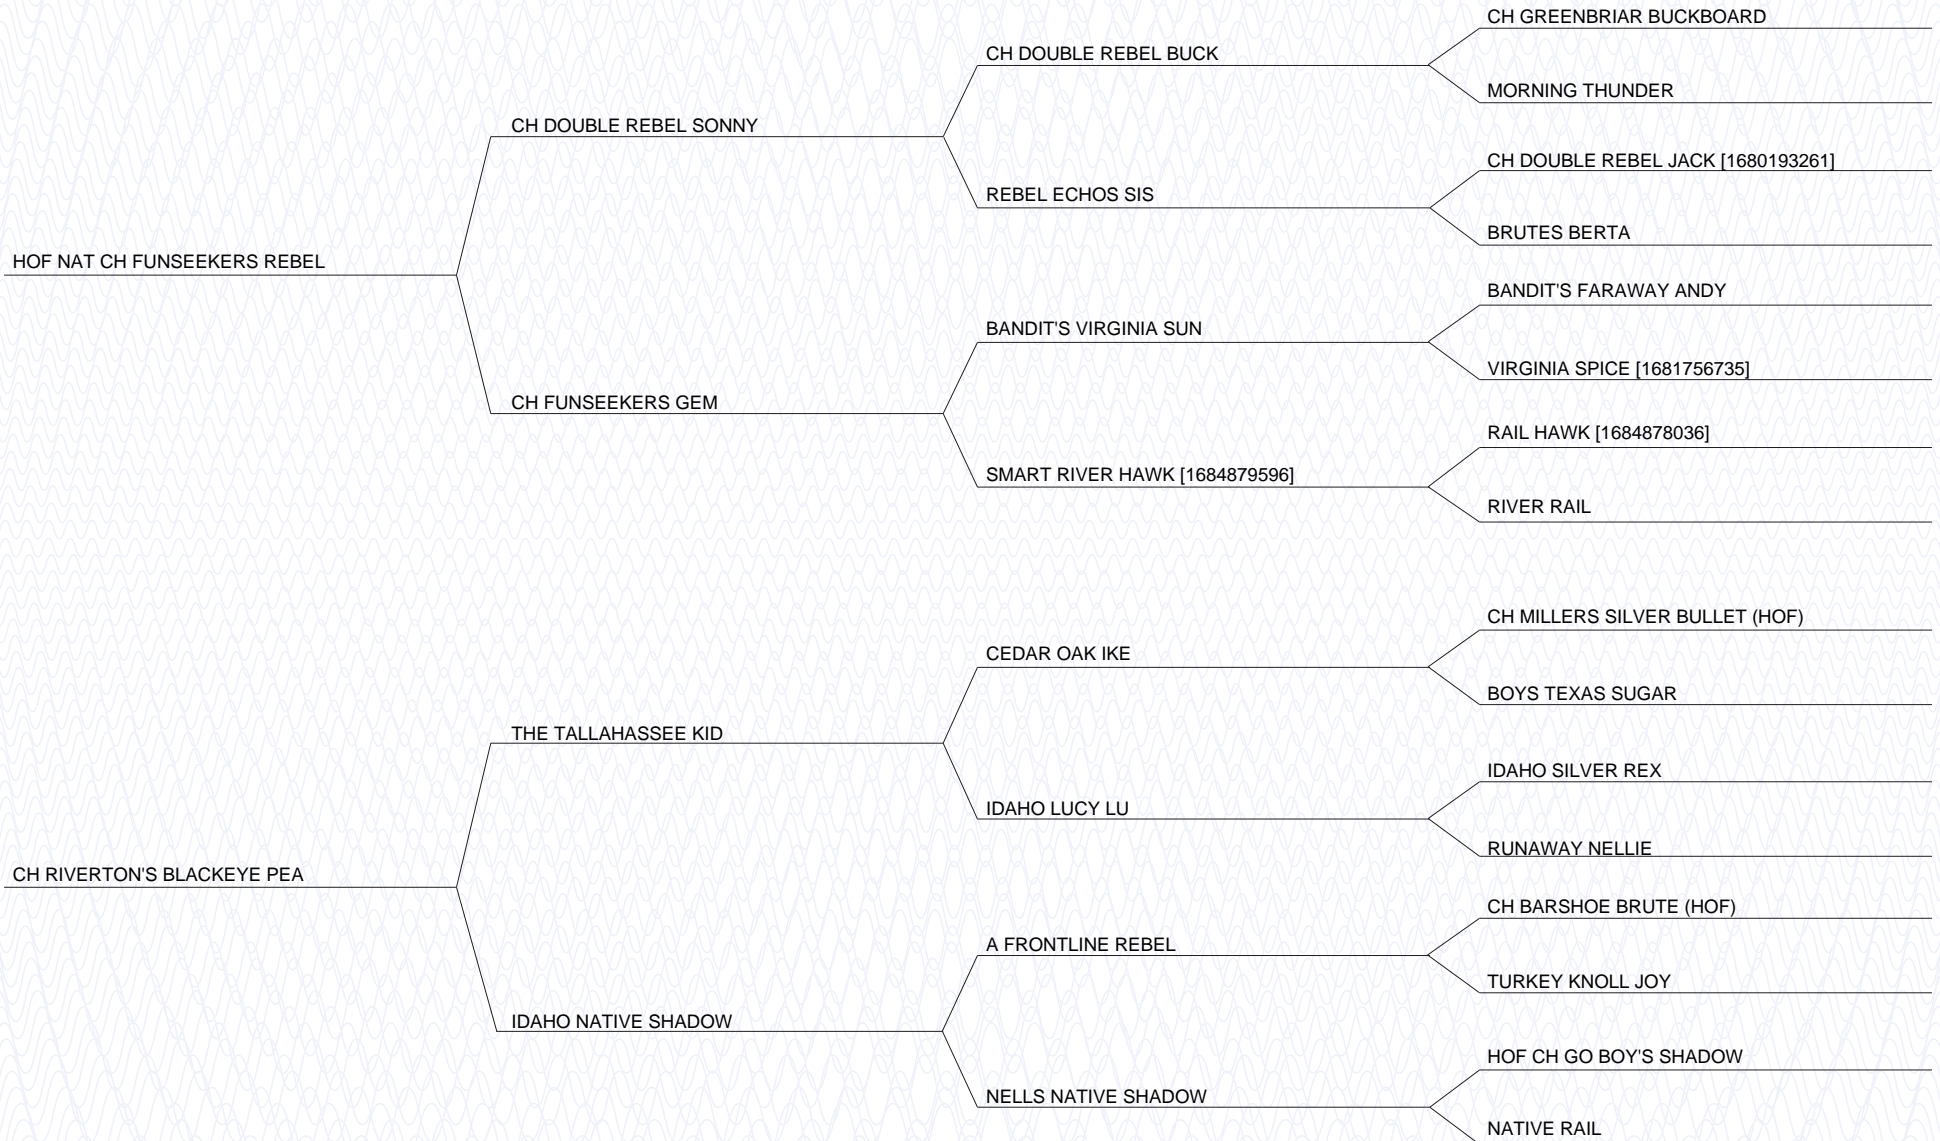 CH GREENBRIAR BUCKBOARD
CH DOUBLE REBEL BUCK
MORNING THUNDER
CH DOUBLE REBEL SONNY
CH DOUBLE REBEL JACK [1680193261]
REBEL ECHOS SIS
BRUTES BERTA
HOF NAT CH FUNSEEKERS REBEL
BANDIT'S FARAWAY ANDY
BANDIT'S VIRGINIA SUN
VIRGINIA SPICE [1681756735]
CH FUNSEEKERS GEM
RAIL HAWK [1684878036]
SMART RIVER HAWK [1684879596]
RIVER RAIL
CH MILLERS SILVER BULLET (HOF)
CEDAR OAK IKE
BOYS TEXAS SUGAR
THE TALLAHASSEE KID
IDAHO SILVER REX
IDAHO LUCY LU
RUNAWAY NELLIE
CH RIVERTON'S BLACKEYE PEA
CH BARSHOE BRUTE (HOF)
A FRONTLINE REBEL
TURKEY KNOLL JOY
IDAHO NATIVE SHADOW
HOF CH GO BOY'S SHADOW
NELLS NATIVE SHADOW
NATIVE RAIL